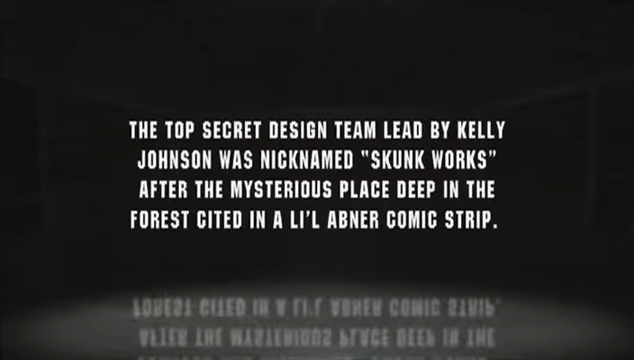 THE TOP SECRET DESIGN TEAM LEAD BY KELLY
JOHNSON WAS NICKNAMED "SKUNK WORKS"
AFTER THE MYSTERIOUS PLACE DEEP IN THE
FOREST CITED IN A LI'L ABNER COMIC STRIP.